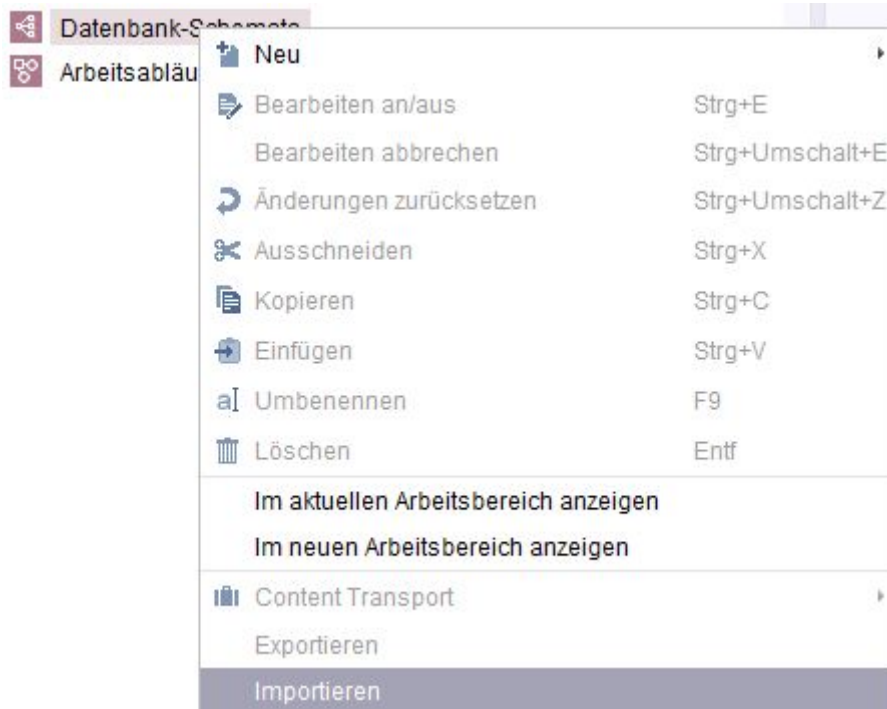 Datenbank-Schemata
Arbeitsabläu
Neu
Bearbeiten an/aus Strg+E
Bearbeiten abbrechen Strg+Umschalt+E
Änderungen zurücksetzen Strg+Umschalt+Z
Ausschneiden Strg+X
Kopieren Strg+C
Einfügen Strg+V
Umbenennen F9
Löschen Entf
Im aktuellen Arbeitsbereich anzeigen
Im neuen Arbeitsbereich anzeigen
Content Transport
Exportieren
Importieren